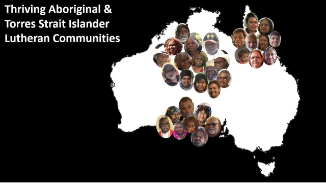 Thriving Aboriginal &
Torres Strait Islander
Lutheran Communities